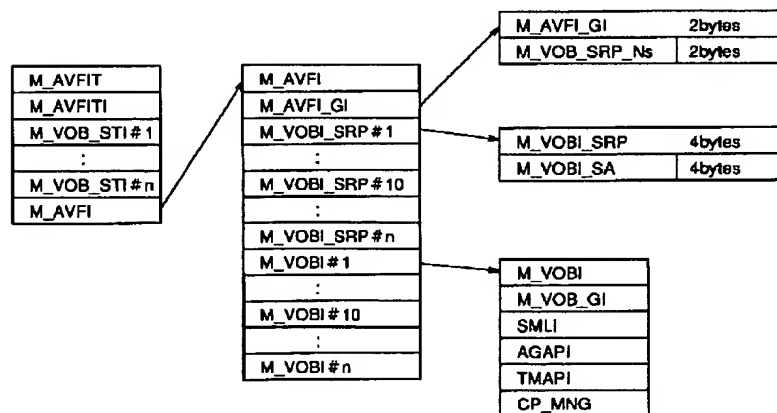 M_AVFIT
M_AVFITI
M_VOB_STI#1
:
M_VOB_STI#n
M_AVFI
M_AVFI
M_AVFI_GI
M_VOBI_SRP#1
:
M_VOBI_SRP#10
:
M_VOBI_SRP#n
M_VOBI#1
:
M_VOBI#10
:
M_VOBI#n
M_AVFI_GI 2bytes
M_VOB_SRP_Ns 2bytes
M_VOBI_SRP 4bytes
M_VOBI_SA 4bytes
M_VOBI
M_VOB_GI
SMLI
AGAPI
TMAPI
CP_MNG